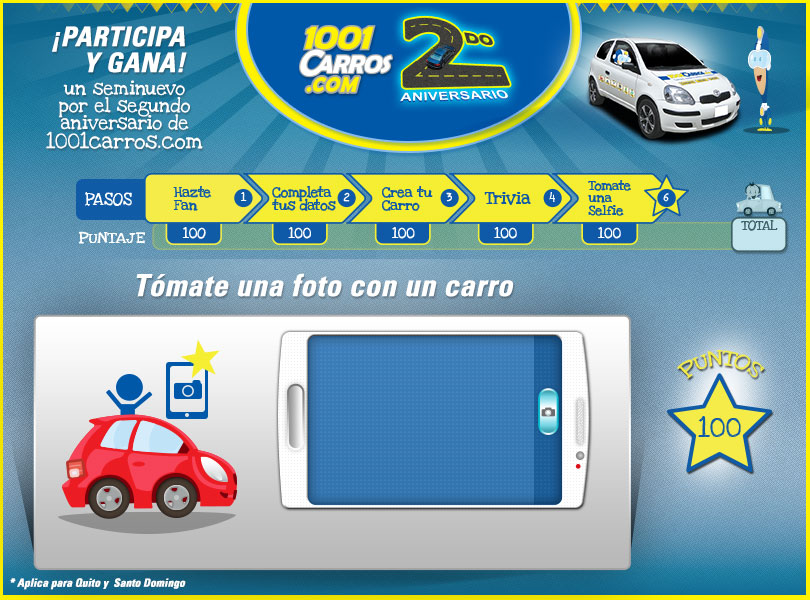 ¡PARTICIPA
Y GANA!
un seminuevo
por el segundo
aniversario de
1001carros.com
1001
CARROS
.COM
2DO
ANIVERSARIO
PASOS
Hazte
Fan
1
Completa
tus datos
2
Crea tu
Carro
3
Trivia
4
Tomate
una
Selfie
6
PUNTAJE
100
100
100
100
100
TOTAL
Tómate una foto con un carro
PUNTOS
100
* Aplica para Quito y Santo Domingo